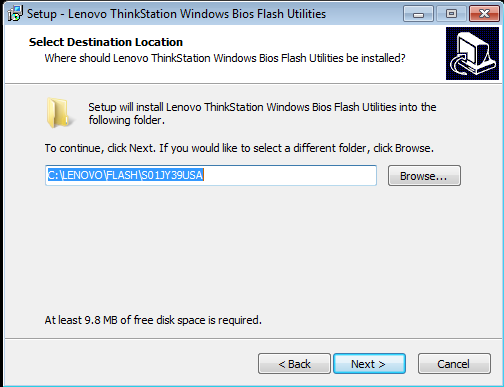 Setup - Lenovo ThinkStation Windows Bios Flash Utilities
Select Destination Location
Where should Lenovo ThinkStation Windows Bios Flash Utilities be installed?
Setup will install Lenovo ThinkStation Windows Bios Flash Utilities into the
following folder.
To continue, click Next. If you would like to select a different folder, click Browse.
C:\LENOVO\FLASH\S01JY39USA
Browse...
At least 9.8 MB of free disk space is required.
< Back
Next >
Cancel